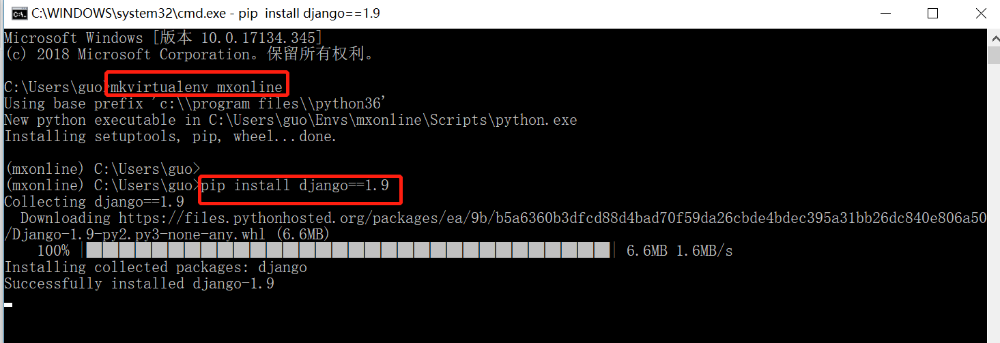 C:\WINDOWS\system32\cmd.exe - pip  install django==1.9
Microsoft Windows [版本 10.0.17134.345]
(c) 2018 Microsoft Corporation。保留所有权利。
C:\Users\guo>mkvirtualenv mxonline
Using base prefix 'c:\\program files\\python36'
New python executable in C:\Users\guo\Envs\mxonline\Scripts\python.exe
Installing setuptools, pip, wheel...done.
(mxonline) C:\Users\guo>
(mxonline) C:\Users\guo>pip install django==1.9
Collecting django==1.9
  Downloading https://files.pythonhosted.org/packages/ea/9b/b5a6360b3dfcd88d4bad70f59da26cbde4bdec395a31bb26dc840e806a50
/Django-1.9-py2.py3-none-any.whl (6.6MB)
    100% |████████████████████████████████| 6.6MB 1.6MB/s
Installing collected packages: django
Successfully installed django-1.9